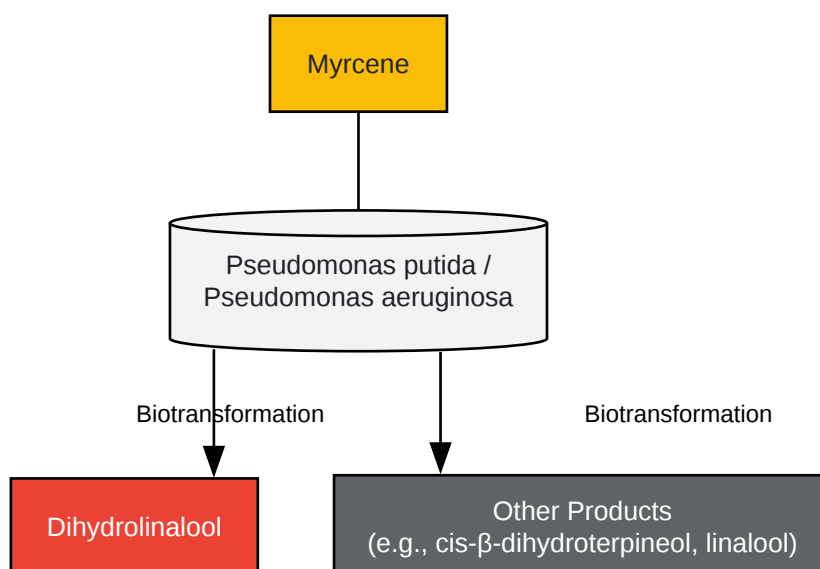 Myrcene
Pseudomonas putida /
Pseudomonas aeruginosa
Biotransformation
Biotransformation
Dihydrolinalool
Other Products
(e.g., cis-β-dihydroterpineol, linalool)